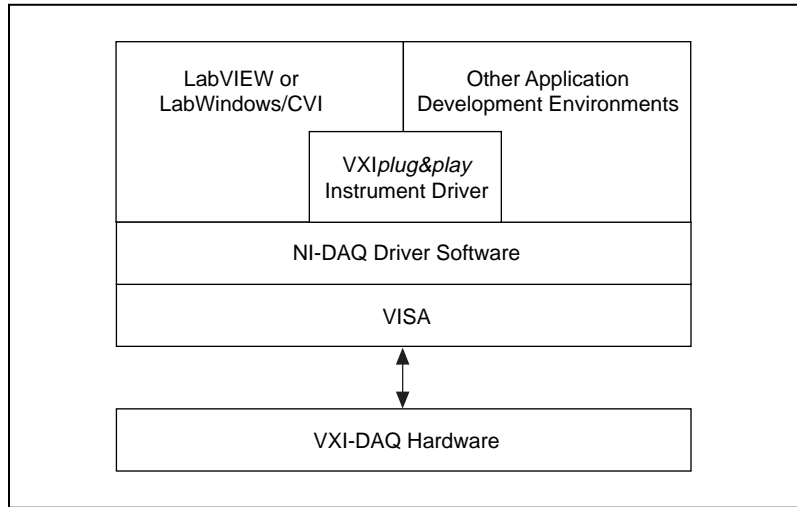 LabVIEW or
LabWindows/CVI
Other Application
Development Environments
VXIplug&play
Instrument Driver
NI-DAQ Driver Software
VISA
VXI-DAQ Hardware